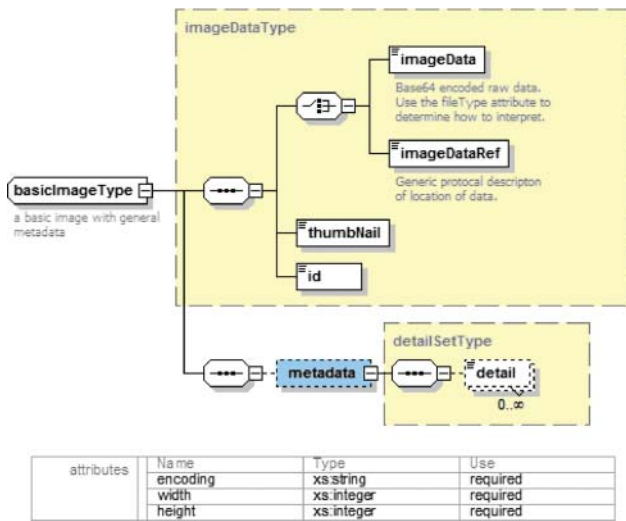 imageDataType
imageData
Base64 encoded raw data.
Use the fileType attribute to
determine how to interpret.
imageDataRef
Generic protocal descripton
of location of data.
basicImageType
a basic image with general
metadata
thumbNail
id
detailSetType
metadata
detail
0..∞
attributes Name Type Use
encoding xs:string required
width xs:integer required
height xs:integer required